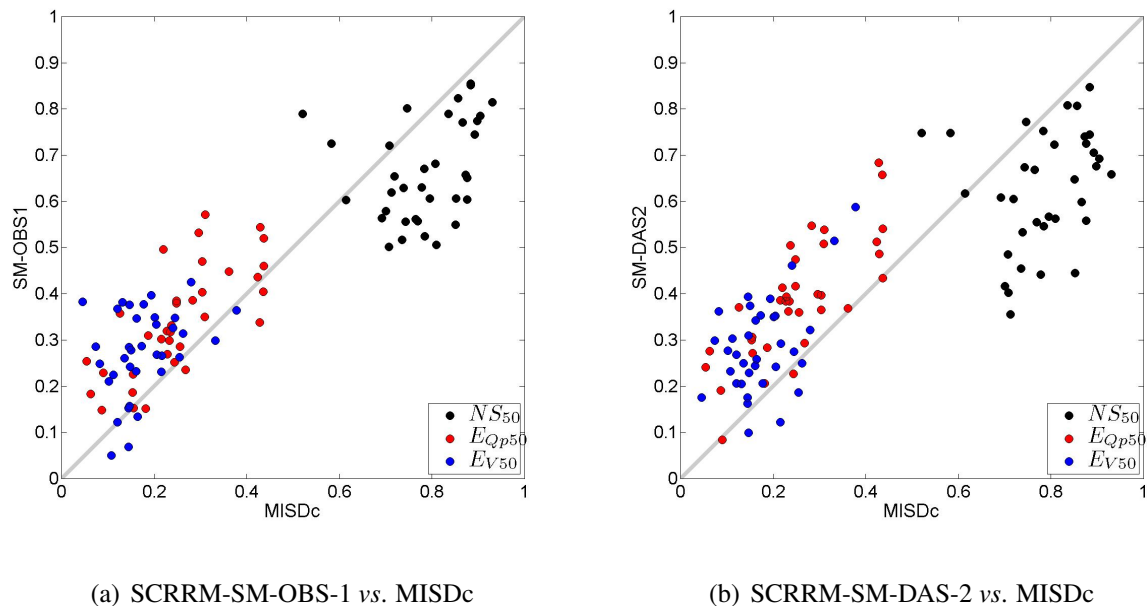 1
0.9
0.8
0.7
0.6
0.5
0.4
0.3
0.2
0.1
0
SM-OBS1
0 0.2 0.4 0.6 0.8 1
MISDc
NS50
EQp50
EV50
(a) SCRRM-SM-OBS-1 vs. MISDc
1
0.9
0.8
0.7
0.6
0.5
0.4
0.3
0.2
0.1
0
SM-DAS2
0 0.2 0.4 0.6 0.8 1
MISDc
NS50
EQp50
EV50
(b) SCRRM-SM-DAS-2 vs. MISDc